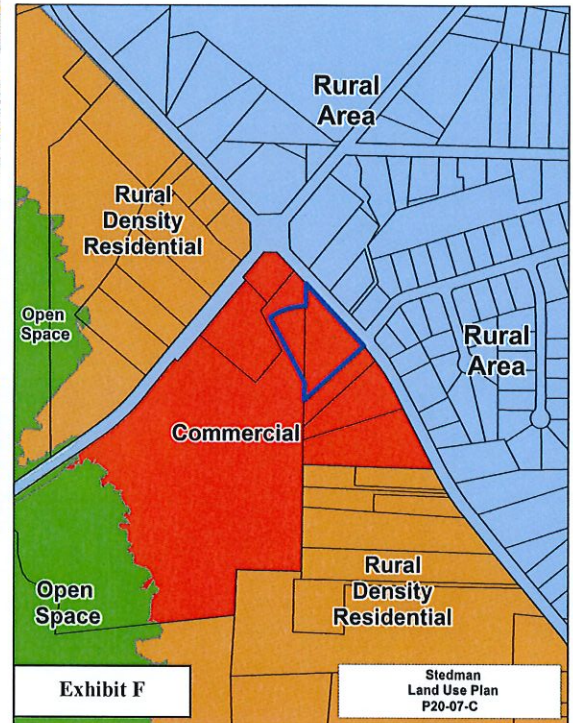 Rural
Area
Rural
Density
Residential
Open
Space
Rural
Area
Commercial
Rural
Density
Residential
Open
Space
Exhibit F
Stedman
Land Use Plan
P20-07-C